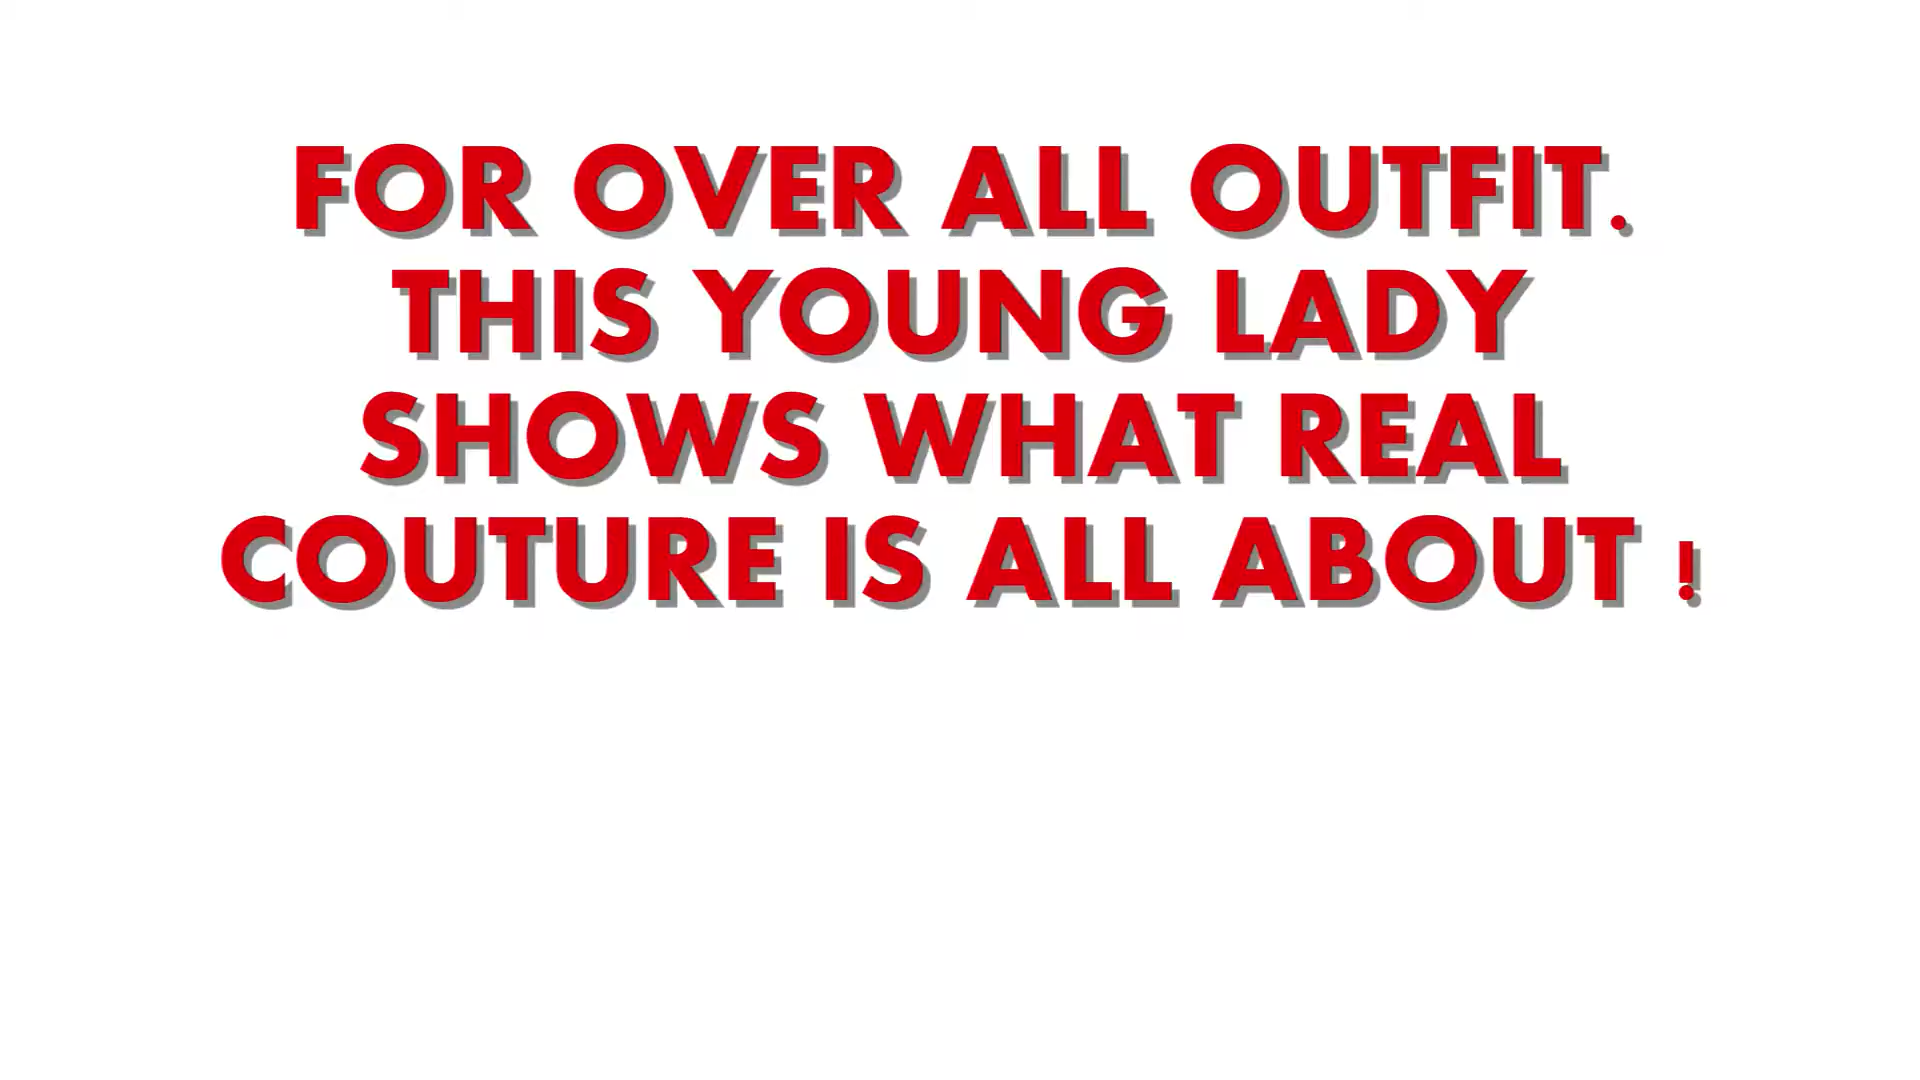 FOR OVER ALL OUTFIT.
THIS YOUNG LADY
SHOWS WHAT REAL
COUTURE IS ALL ABOUT !